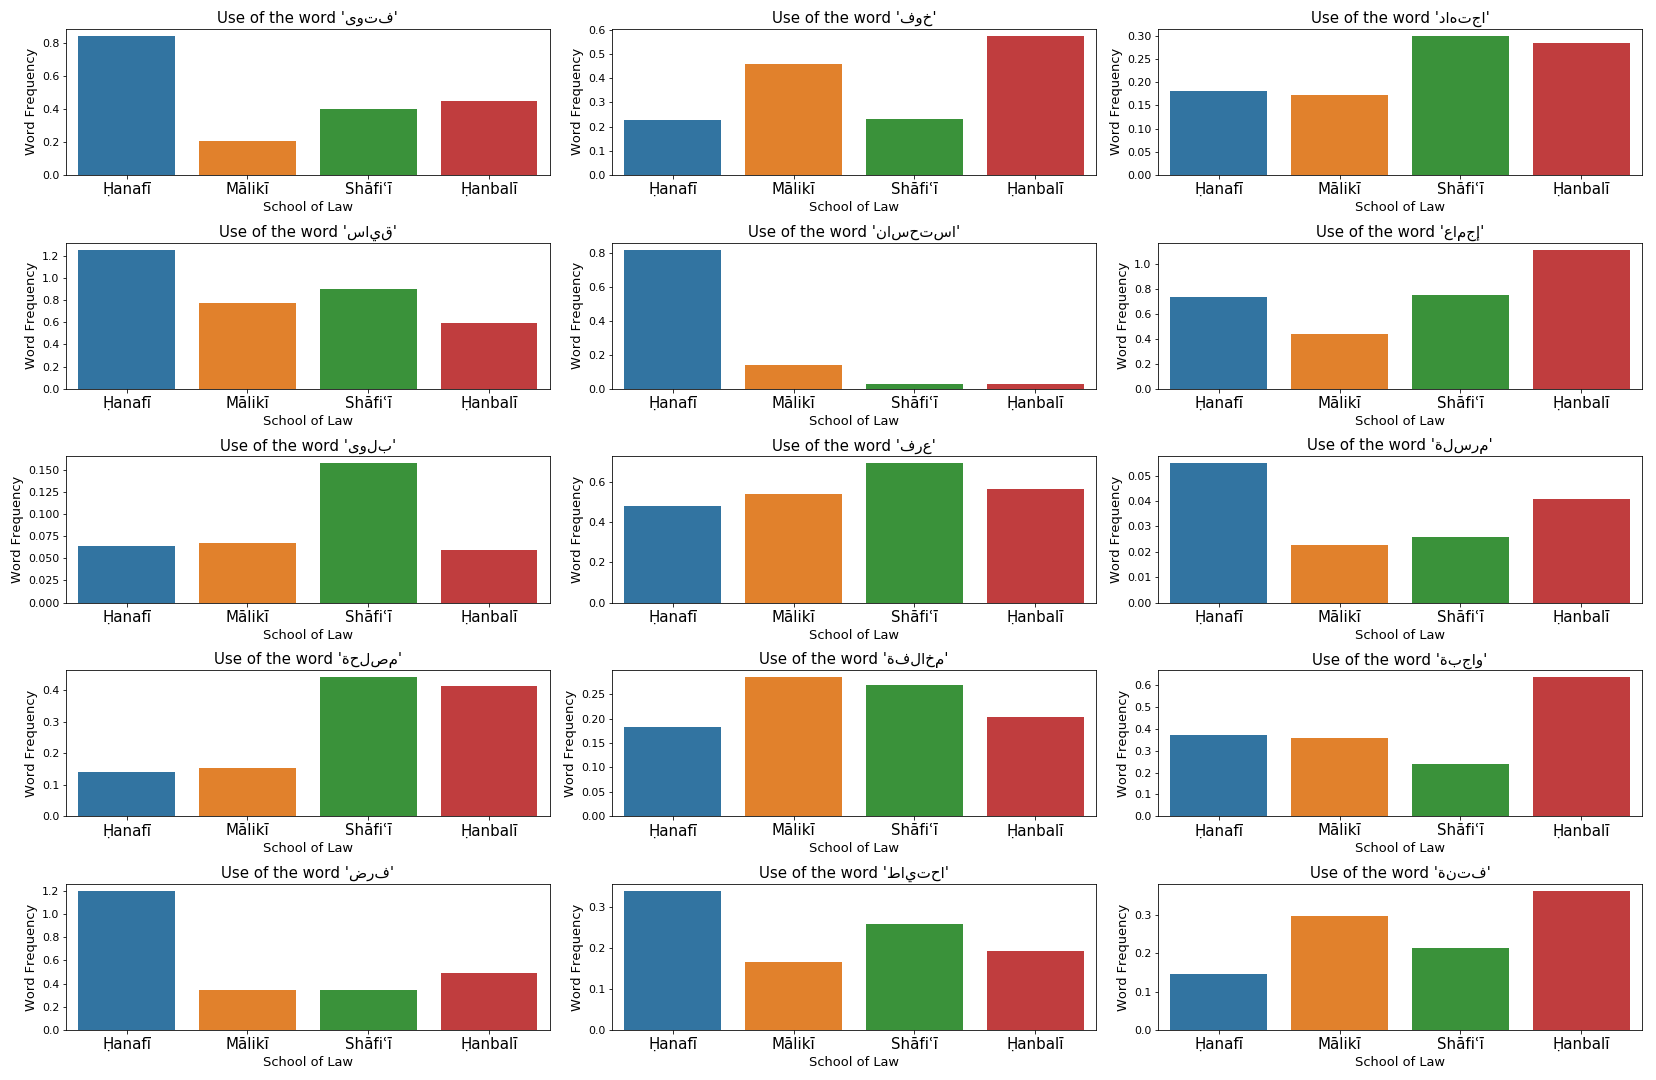 Use of the word 'ىوتف'
Word Frequency
0.8
0.6
0.4
0.2
0.0
Ḥanafī Mālikī Shāfiʿī Ḥanbalī
School of Law
Use of the word 'فوخ'
Word Frequency
0.6
0.5
0.4
0.3
0.2
0.1
0.0
Ḥanafī Mālikī Shāfiʿī Ḥanbalī
School of Law
Use of the word 'داهتجا'
Word Frequency
0.30
0.25
0.20
0.15
0.10
0.05
0.00
Ḥanafī Mālikī Shāfiʿī Ḥanbalī
School of Law
Use of the word 'سايق'
Word Frequency
1.2
1.0
0.8
0.6
0.4
0.2
0.0
Ḥanafī Mālikī Shāfiʿī Ḥanbalī
School of Law
Use of the word 'ناسحتسا'
Word Frequency
0.8
0.6
0.4
0.2
0.0
Ḥanafī Mālikī Shāfiʿī Ḥanbalī
School of Law
Use of the word 'عامجإ'
Word Frequency
1.0
0.8
0.6
0.4
0.2
0.0
Ḥanafī Mālikī Shāfiʿī Ḥanbalī
School of Law
Use of the word 'ىولب'
Word Frequency
0.150
0.125
0.100
0.075
0.050
0.025
0.000
Ḥanafī Mālikī Shāfiʿī Ḥanbalī
School of Law
Use of the word 'فرع'
Word Frequency
0.6
0.4
0.2
0.0
Ḥanafī Mālikī Shāfiʿī Ḥanbalī
School of Law
Use of the word 'ةلسرم'
Word Frequency
0.05
0.04
0.03
0.02
0.01
0.00
Ḥanafī Mālikī Shāfiʿī Ḥanbalī
School of Law
Use of the word 'ةحلصم'
Word Frequency
0.4
0.3
0.2
0.1
0.0
Ḥanafī Mālikī Shāfiʿī Ḥanbalī
School of Law
Use of the word 'ةفلاخم'
Word Frequency
0.25
0.20
0.15
0.10
0.05
0.00
Ḥanafī Mālikī Shāfiʿī Ḥanbalī
School of Law
Use of the word 'ةبجاو'
Word Frequency
0.6
0.5
0.4
0.3
0.2
0.1
0.0
Ḥanafī Mālikī Shāfiʿī Ḥanbalī
School of Law
Use of the word 'ضرف'
Word Frequency
1.2
1.0
0.8
0.6
0.4
0.2
0.0
Ḥanafī Mālikī Shāfiʿī Ḥanbalī
School of Law
Use of the word 'طايتحا'
Word Frequency
0.3
0.2
0.1
0.0
Ḥanafī Mālikī Shāfiʿī Ḥanbalī
School of Law
Use of the word 'ةنتف'
Word Frequency
0.3
0.2
0.1
0.0
Ḥanafī Mālikī Shāfiʿī Ḥanbalī
School of Law